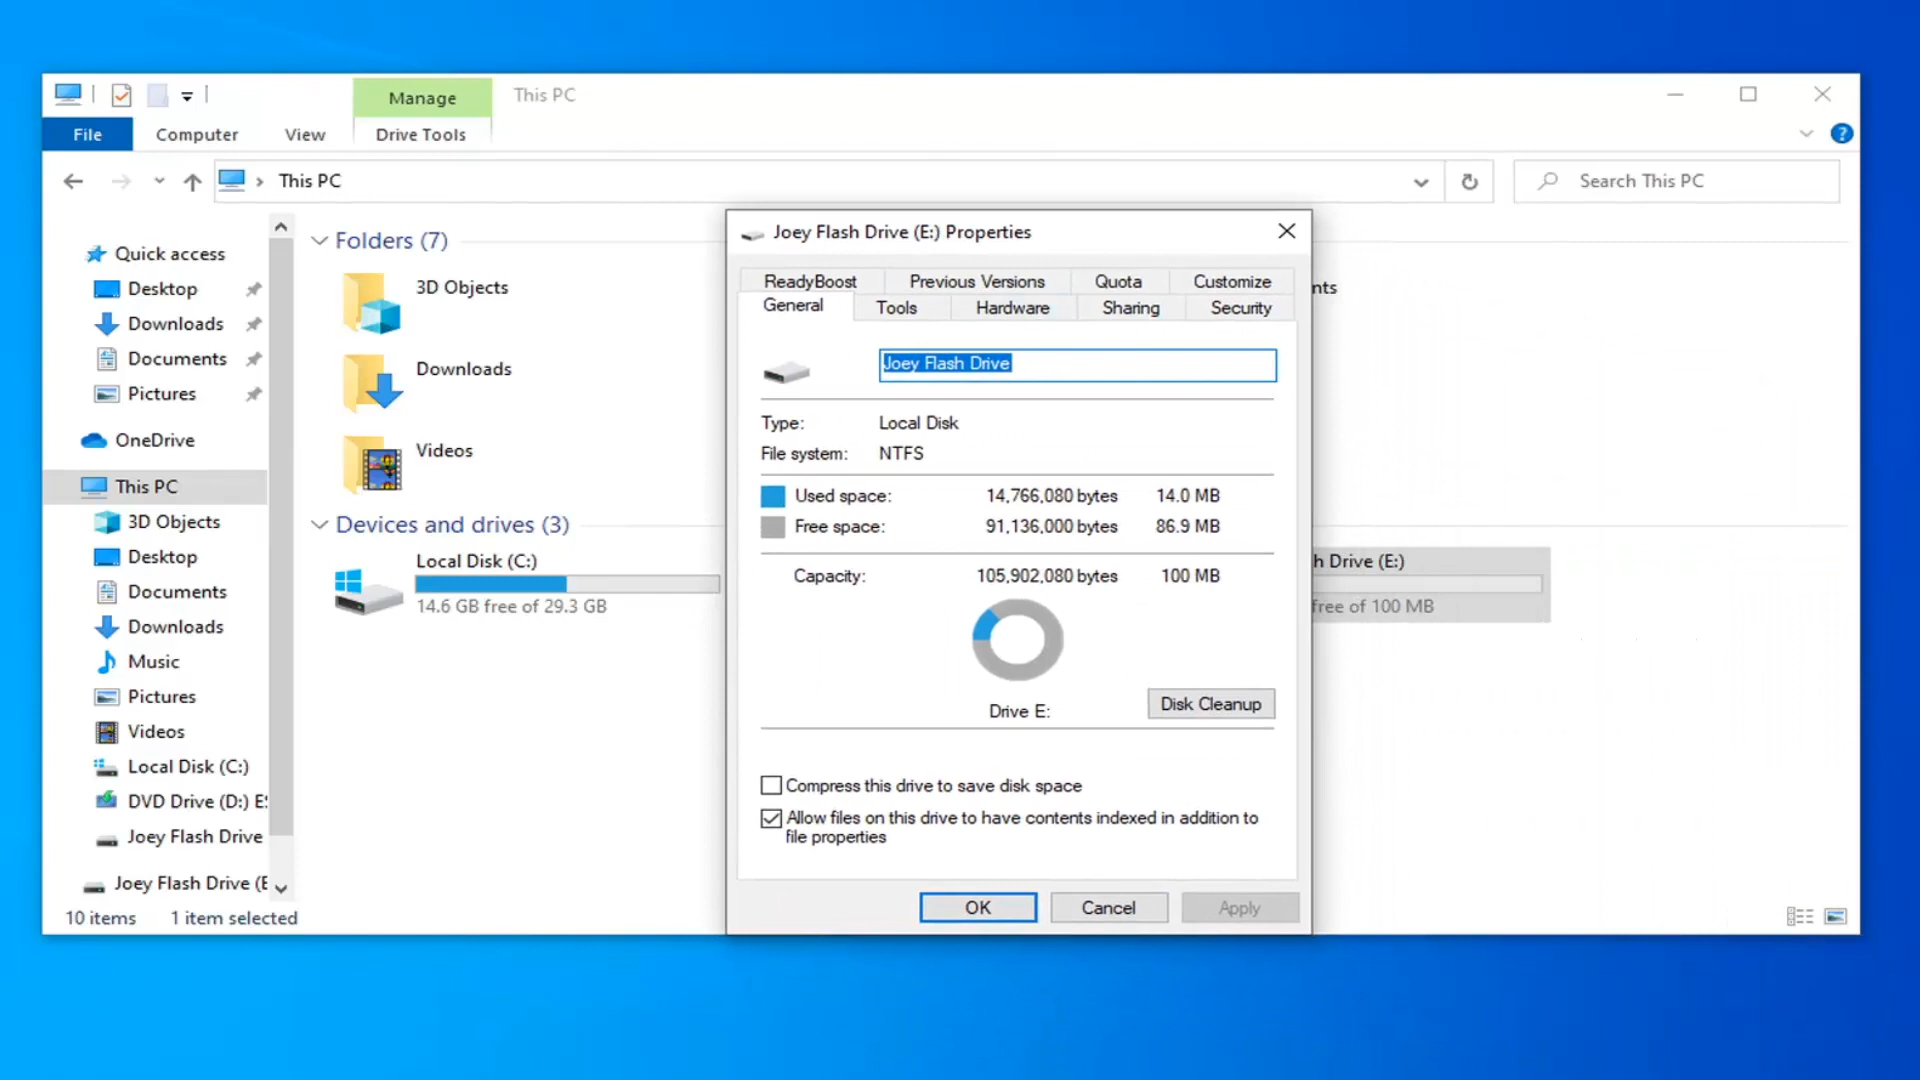 Manage
This PC
File
Computer
View
Drive Tools
This PC
Search This PC
Quick access
Desktop
Downloads
Documents
Pictures
OneDrive
This PC
3D Objects
Desktop
Documents
Downloads
Music
Pictures
Videos
Local Disk (C:)
DVD Drive (D:) E
Joey Flash Drive
Joey Flash Drive (E
10 items
1 item selected
Folders (7)
3D Objects
Downloads
Videos
nts
Devices and drives (3)
Local Disk (C:)
14.6 GB free of 29.3 GB
h Drive (E:)
free of 100 MB
Joey Flash Drive (E:) Properties
ReadyBoost
Previous Versions
Quota
Customize
General
Tools
Hardware
Sharing
Security
Joey Flash Drive
Type: Local Disk
File system: NTFS
Used space: 14,766,080 bytes 14.0 MB
Free space: 91,136,000 bytes 86.9 MB
Capacity: 105,902,080 bytes 100 MB
Drive E:
Disk Cleanup
Compress this drive to save disk space
Allow files on this drive to have contents indexed in addition to
file properties
OK
Cancel
Apply